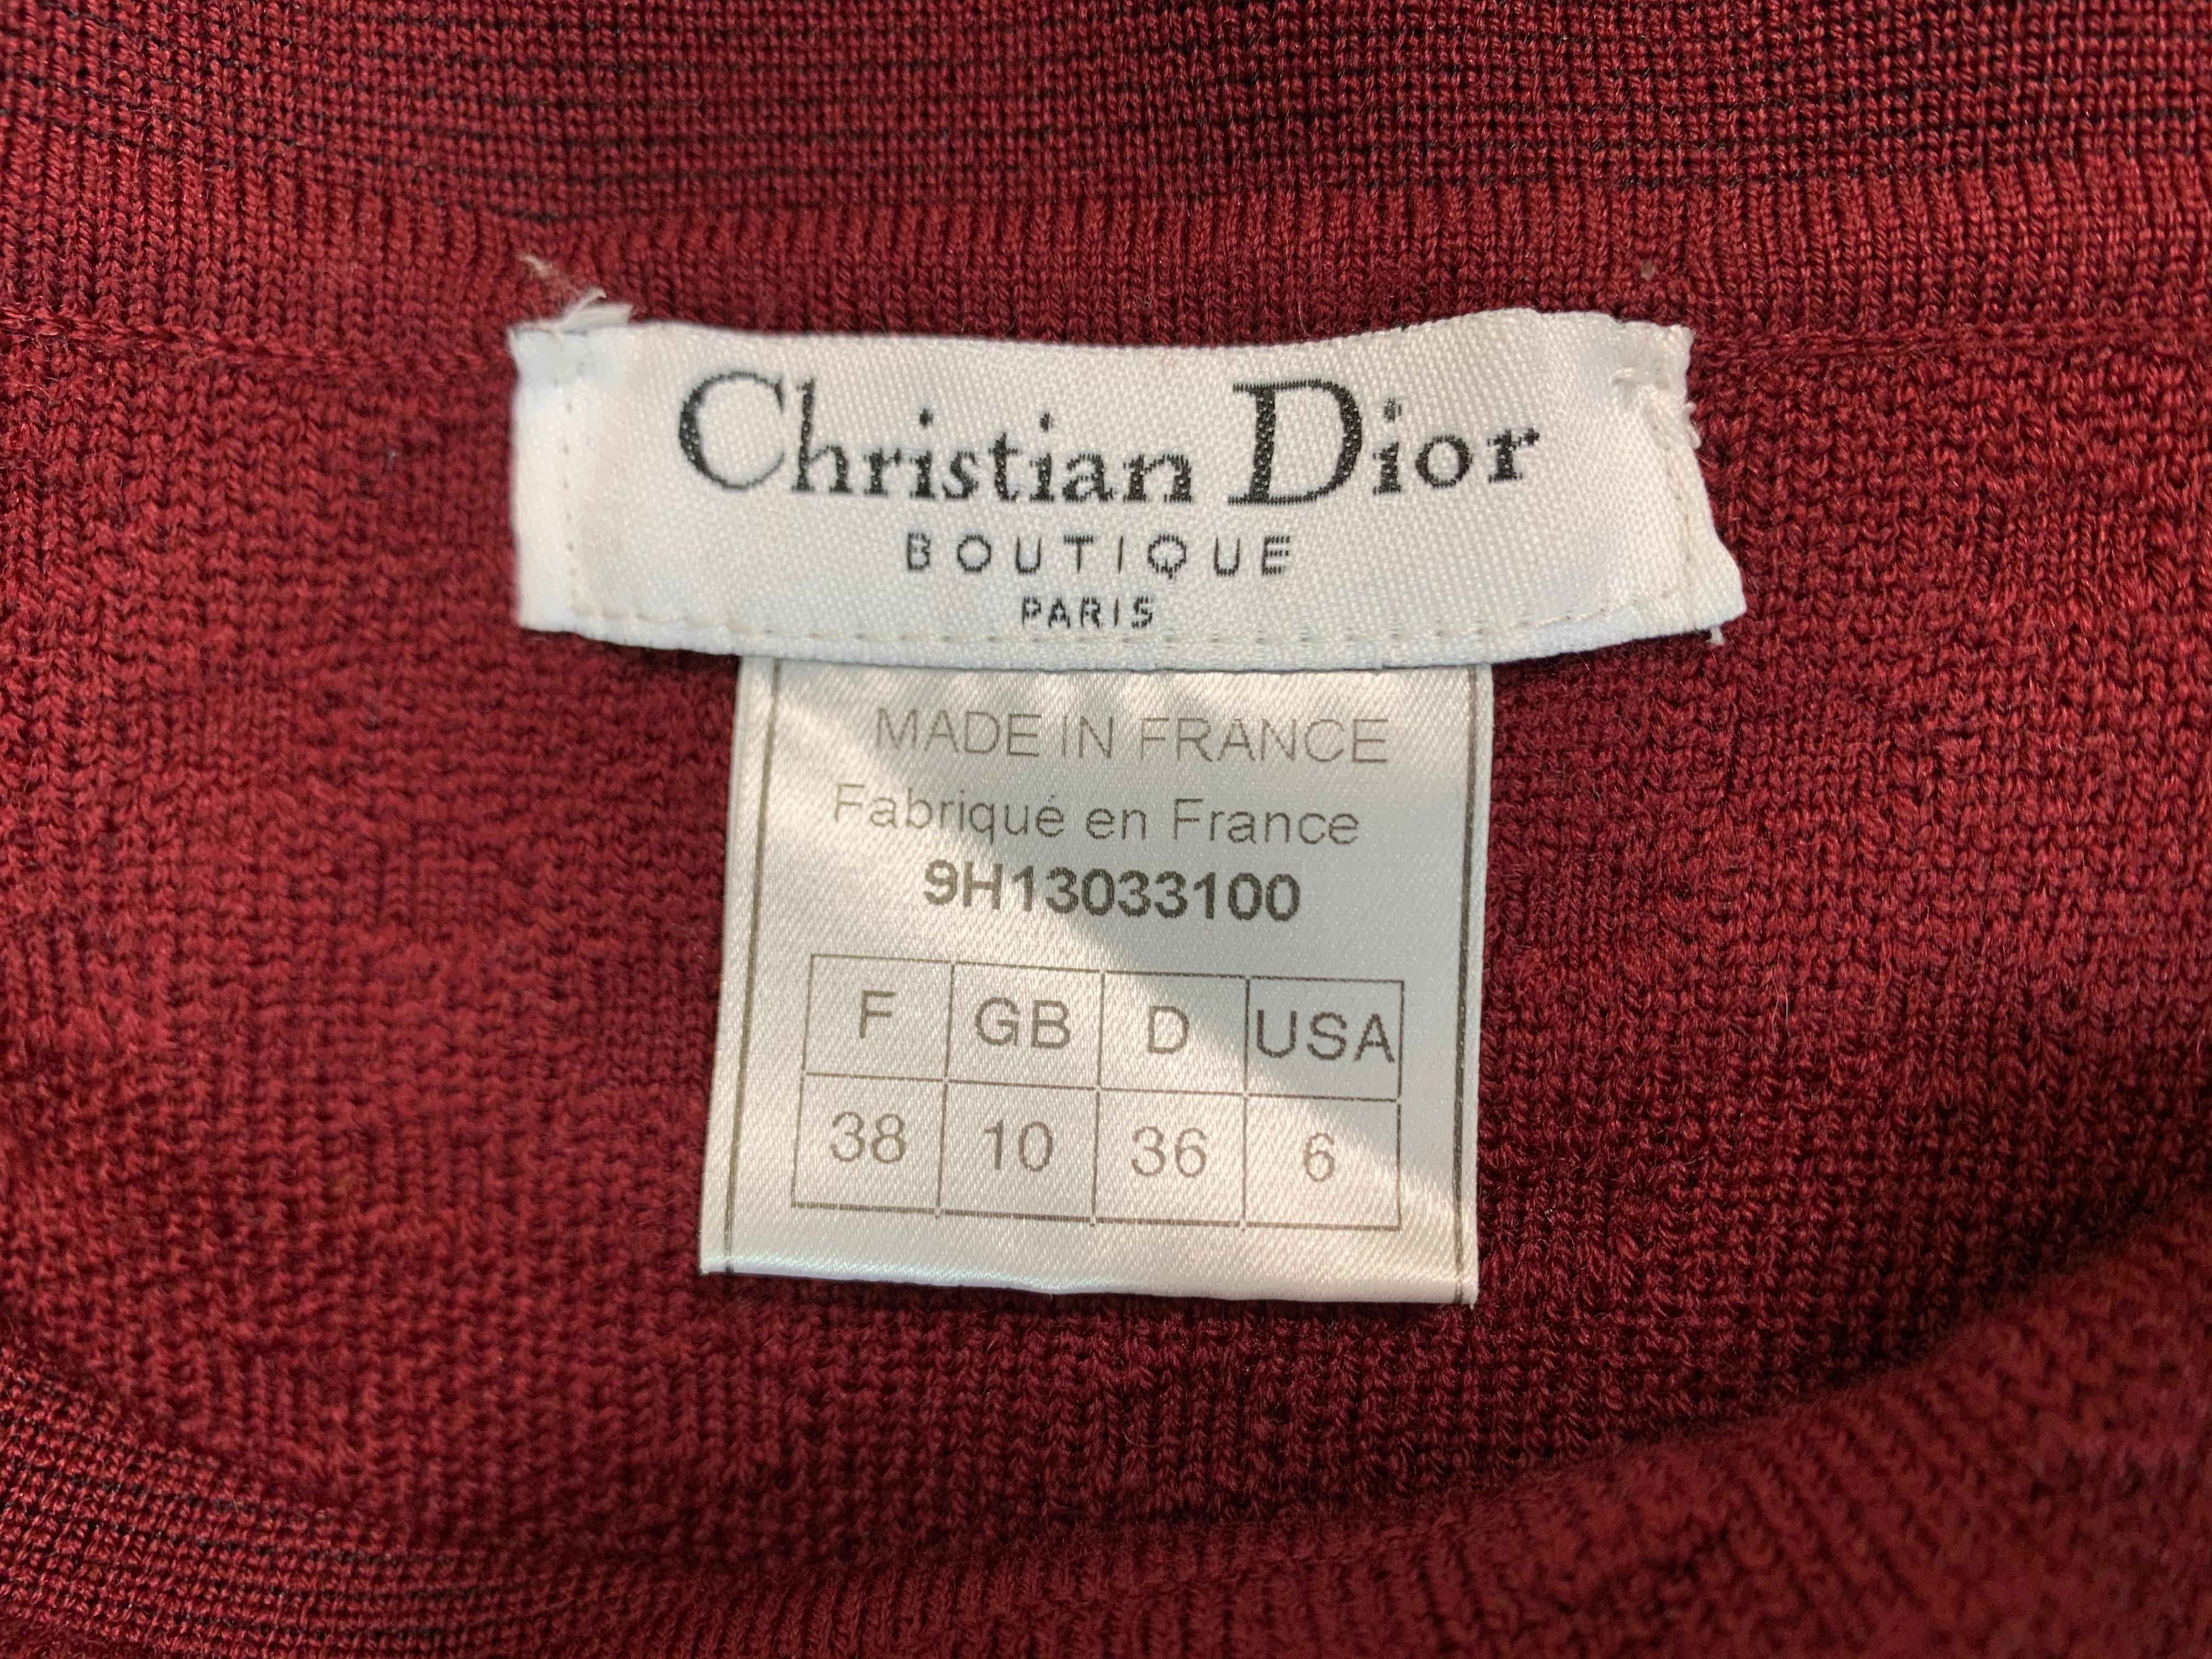 Christian Dior
BOUTIQUE
PARIS
MADE IN FRANCE
Fabriqué en France
9H13033100
F GB D USA
38 10 36 6